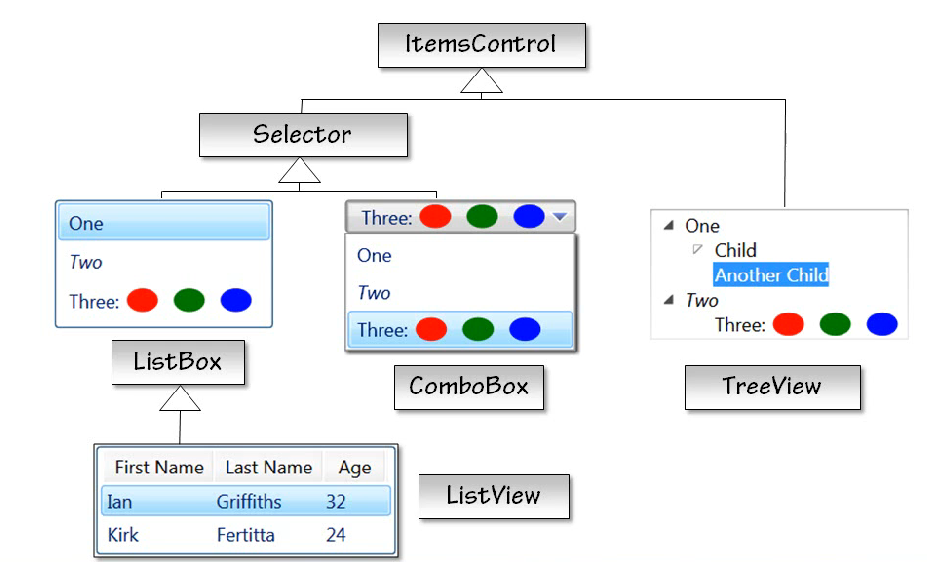 ItemsControl
Selector
One
Two
Three:
ListBox
Three:
One
Two
Three:
ComboBox
One
Child
Another Child
Two
Three:
TreeView
First Name Last Name Age
Ian Griffiths 32
Kirk Fertitta 24
ListView